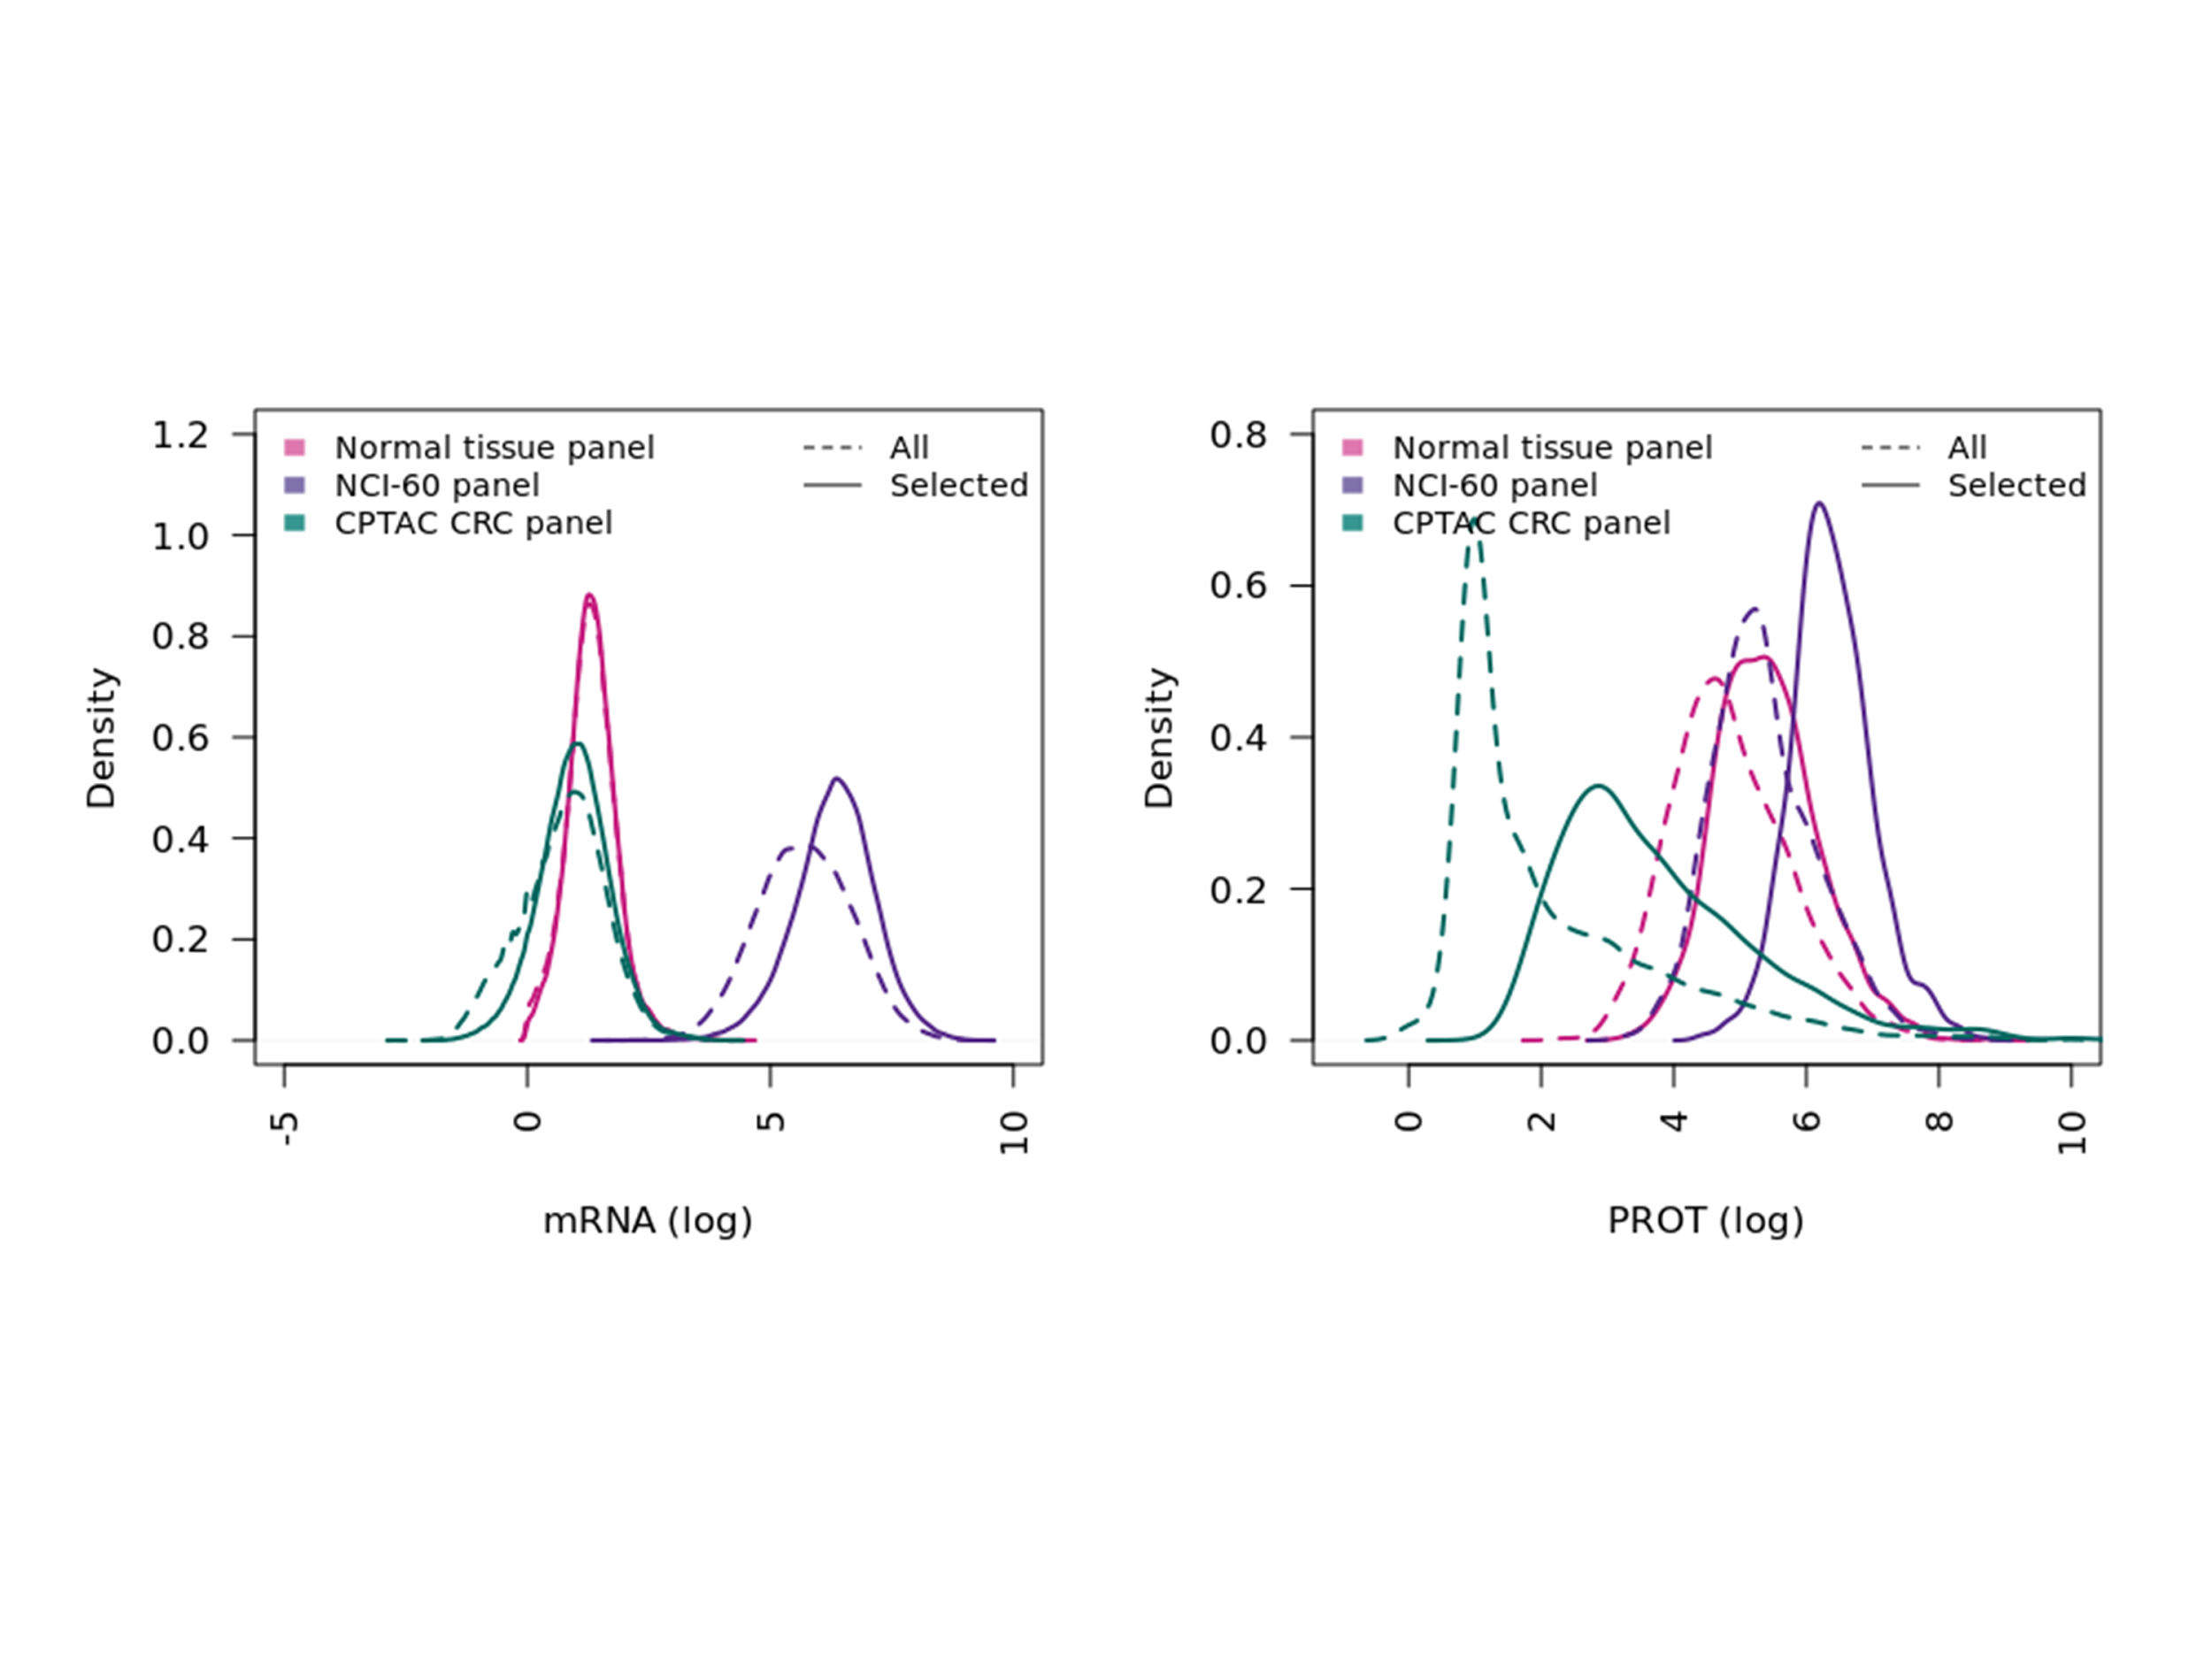 1.2
1.0
0.8
0.6
0.4
0.2
0.0
Density
Normal tissue panel
NCI-60 panel
CPTAC CRC panel
All
Selected
-5
0
5
10
mRNA (log)
0.8
0.6
0.4
0.2
0.0
Density
Normal tissue panel
NCI-60 panel
CPTAC CRC panel
All
Selected
0
2
4
6
8
10
PROT (log)